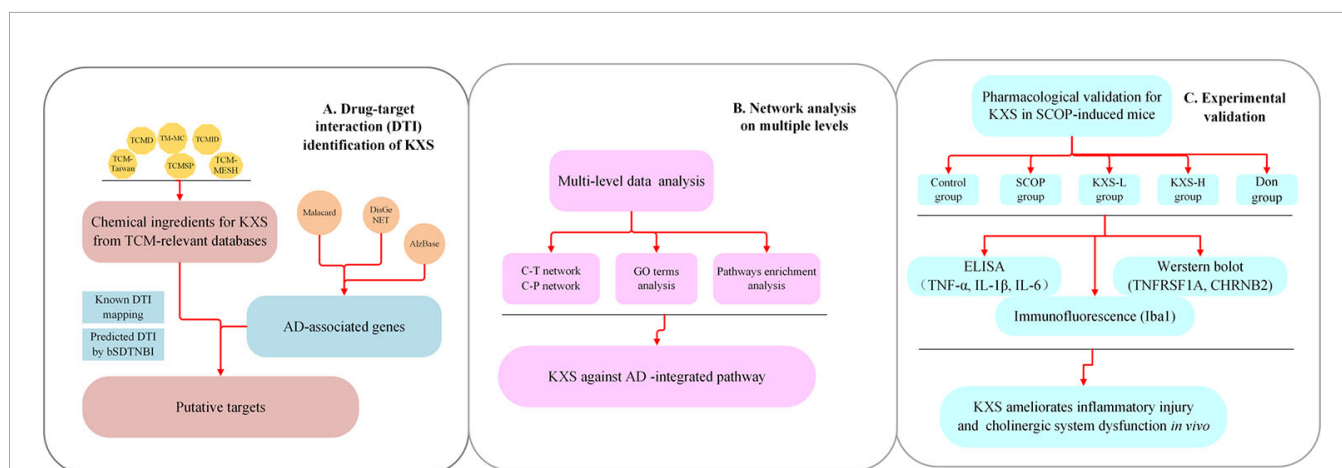 A. Drug-target
interaction (DTI)
identification of KXS
TCMD
TM-MC
TCMID
TCM-
Taiwan
TCMSP
TCM-
MESH
Chemical ingredients for KXS
from TCM-relevant databases
Malacard
DisGe
NET
AlzBase
Known DTI
mapping
Predicted DTI
by bSDTNBI
AD-associated genes
Putative targets
B. Network analysis
on multiple levels
Multi-level data analysis
C-T network
C-P network
GO terms
analysis
Pathways enrichment
analysis
KXS against AD -integrated pathway
C. Experimental
validation
Pharmacological validation for
KXS in SCOP-induced mice
Control
group
SCOP
group
KXS-L
group
KXS-H
group
Don
group
ELISA
（TNF-α, IL-1β, IL-6）
Werstern bolot
(TNFRSF1A, CHRNB2)
Immunofluorescence (Iba1)
KXS ameliorates inflammatory injury
and cholinergic system dysfunction in vivo